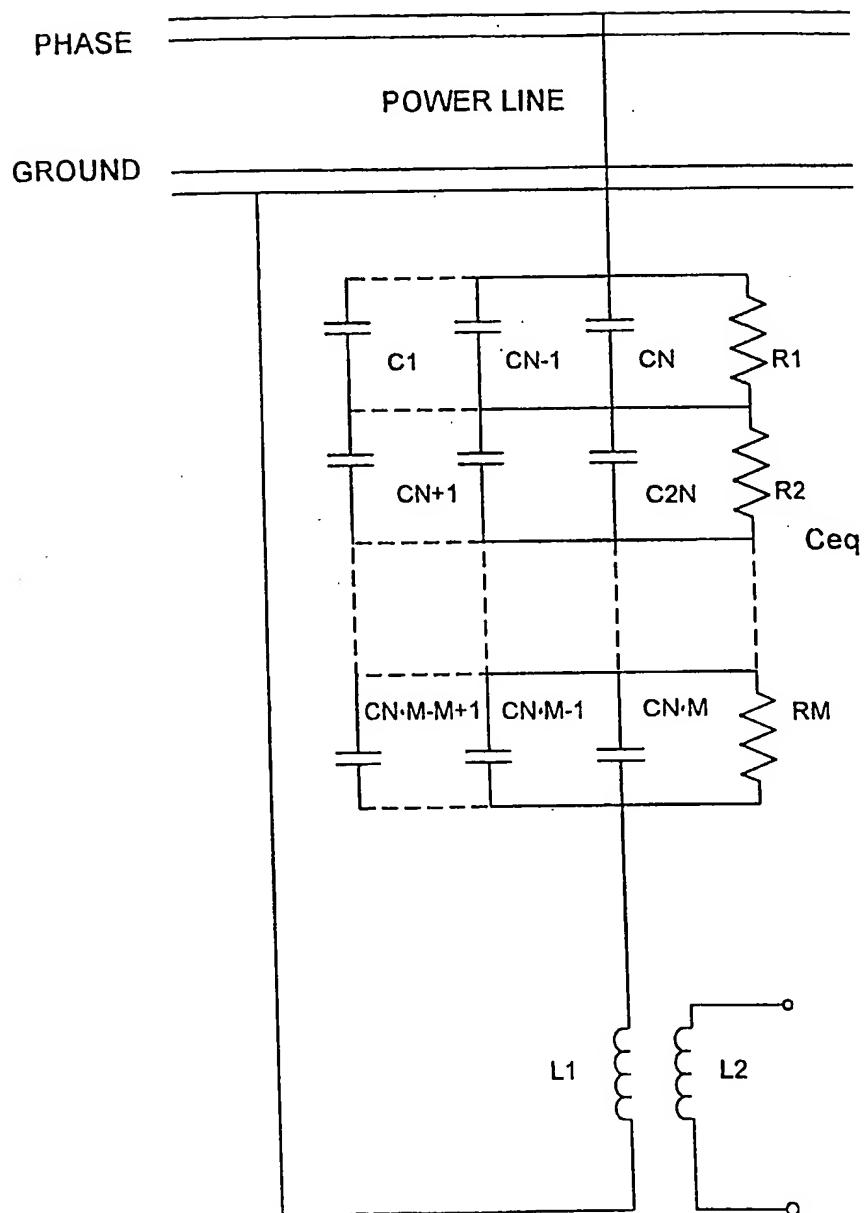 PHASE
POWER LINE
GROUND
C1 CN-1 CN R1
CN+1 C2N R2
Ceq
CN·M-M+1 CN·M-1 CN·M RM
L1 L2